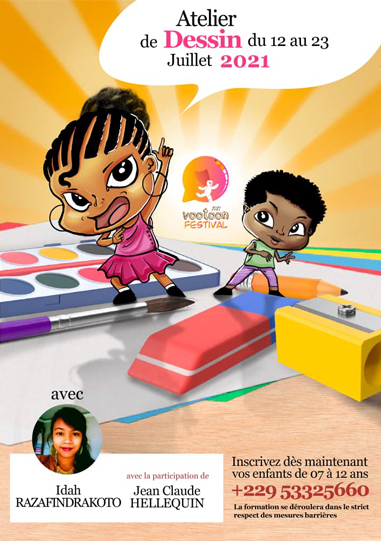 Atelier
de Dessin du 12 au 23
Juillet 2021
2021
vootoon
FESTIVAL
avec
Idah
RAZAFINDRAKOTO
avec la participation de
Jean Claude
HELLEQUIN
Inscrivez dès maintenant
vos enfants de 07 à 12 ans
+229 53325660
La formation se déroulera dans le strict
respect des mesures barrières